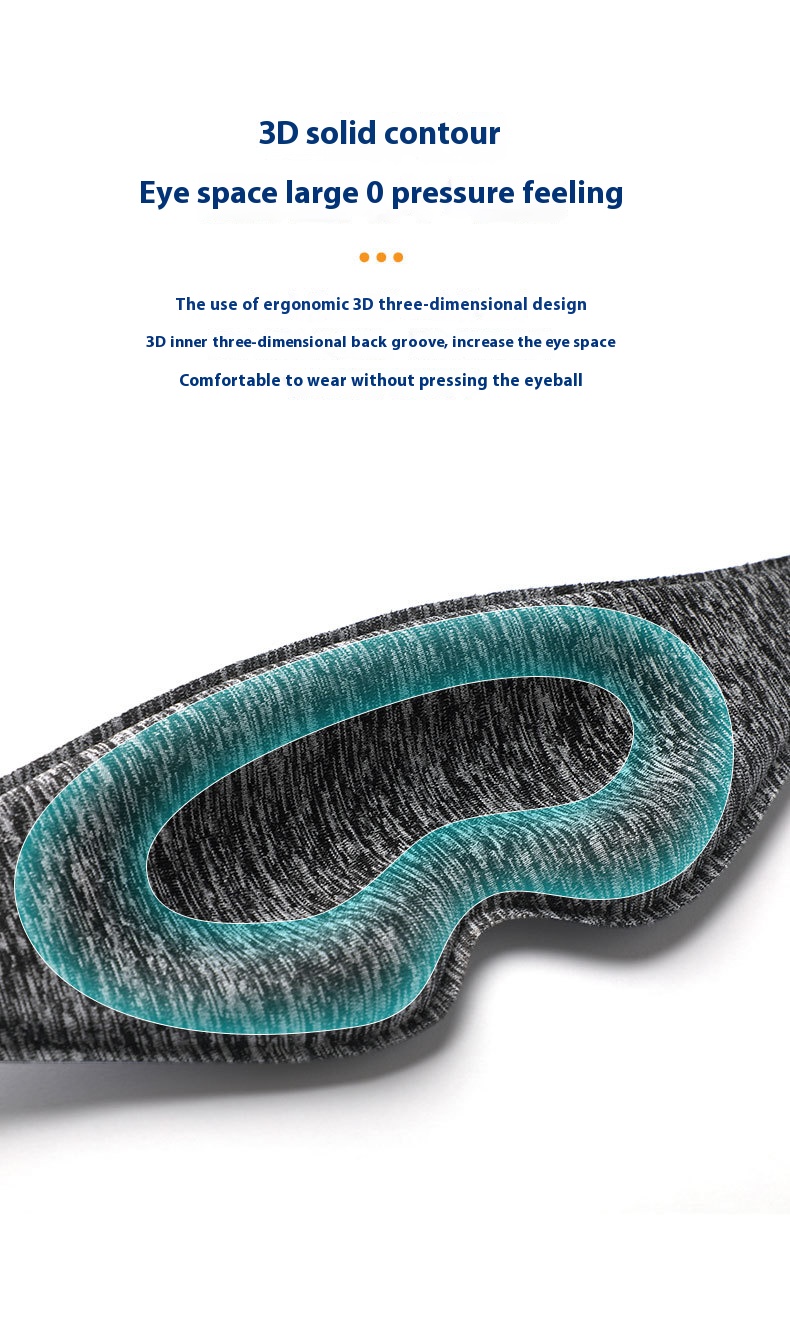 3D solid contour
Eye space large 0 pressure feeling
The use of ergonomic 3D three-dimensional design
3D inner three-dimensional back groove, increase the eye space
Comfortable to wear without pressing the eyeball